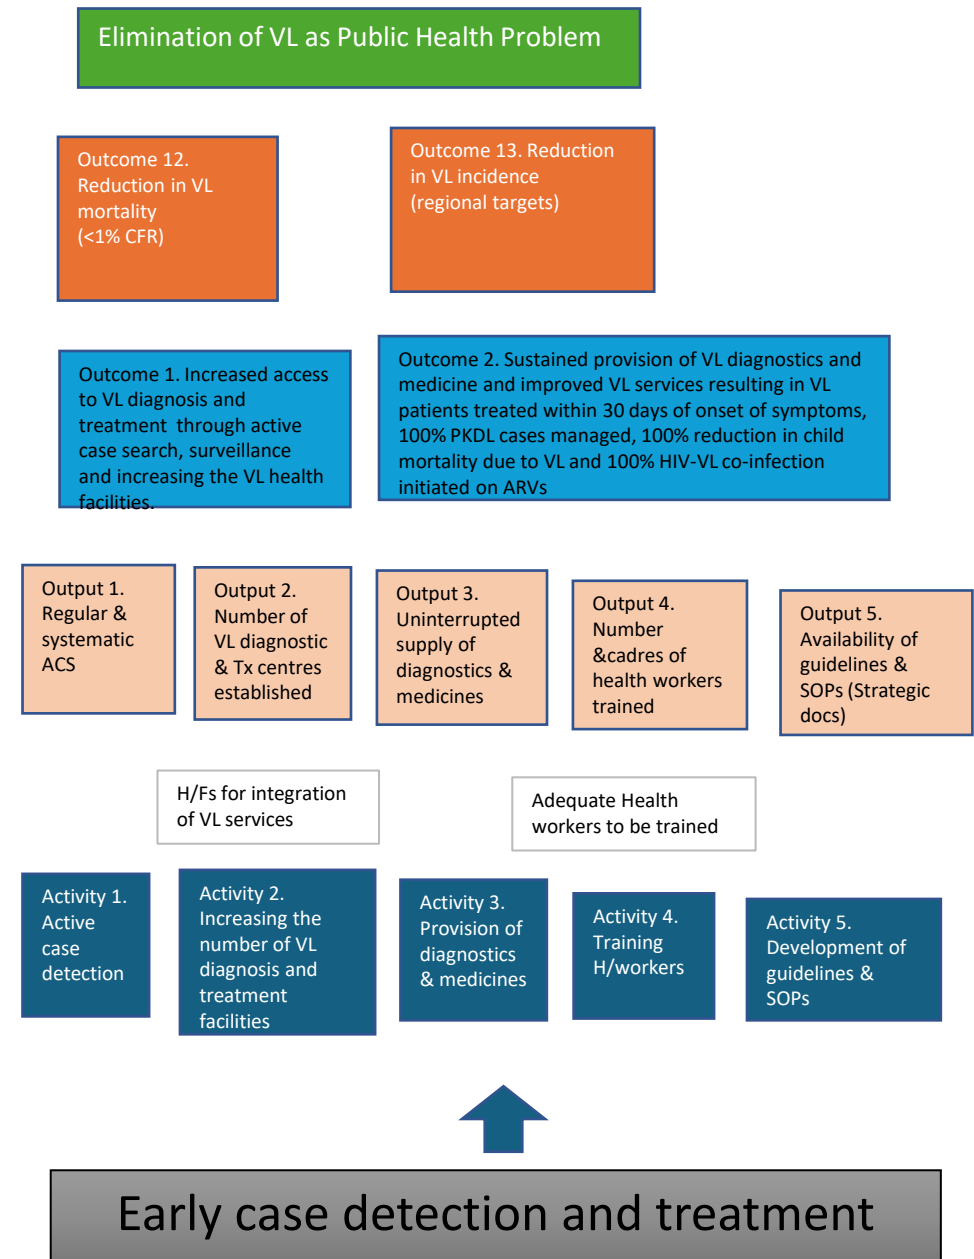 Elimination of VL as Public Health Problem
Outcome 12.
Reduction in VL
mortality
(<1% CFR)
Outcome 13. Reduction
in VL incidence
(regional targets)
Outcome 1. Increased access
to VL diagnosis and
treatment through active
case search, surveillance
and increasing the VL health
facilities.
Outcome 2. Sustained provision of VL diagnostics and
medicine and improved VL services resulting in VL
patients treated within 30 days of onset of symptoms,
100% PKDL cases managed, 100% reduction in child
mortality due to VL and 100% HIV-VL co-infection
initiated on ARVs
Output 1.
Regular &
systematic
ACS
Output 2.
Number of
VL diagnostic
& Tx centres
established
Output 3.
Uninterrupted
supply of
diagnostics &
medicines
Output 4.
Number
&cadres of
health workers
trained
Output 5.
Availability of
guidelines &
SOPs (Strategic
docs)
H/Fs for integration
of VL services
Adequate Health
workers to be trained
Activity 1.
Active
case
detection
Activity 2.
Increasing the
number of VL
diagnosis and
treatment
facilities
Activity 3.
Provision of
diagnostics
& medicines
Activity 4.
Training
H/workers
Activity 5.
Development of
guidelines &
SOPs
Early case detection and treatment